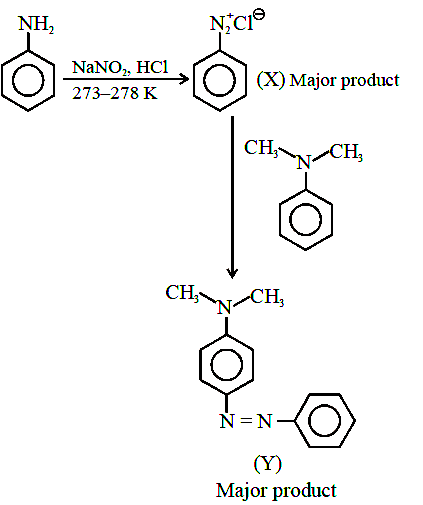 NH₂
N₂⁺Cl⊖
NaNO₂, HCl
273–278 K
(X) Major product
CH₃ CH₃
N
CH₃ CH₃
N
N = N
(Y)
Major product